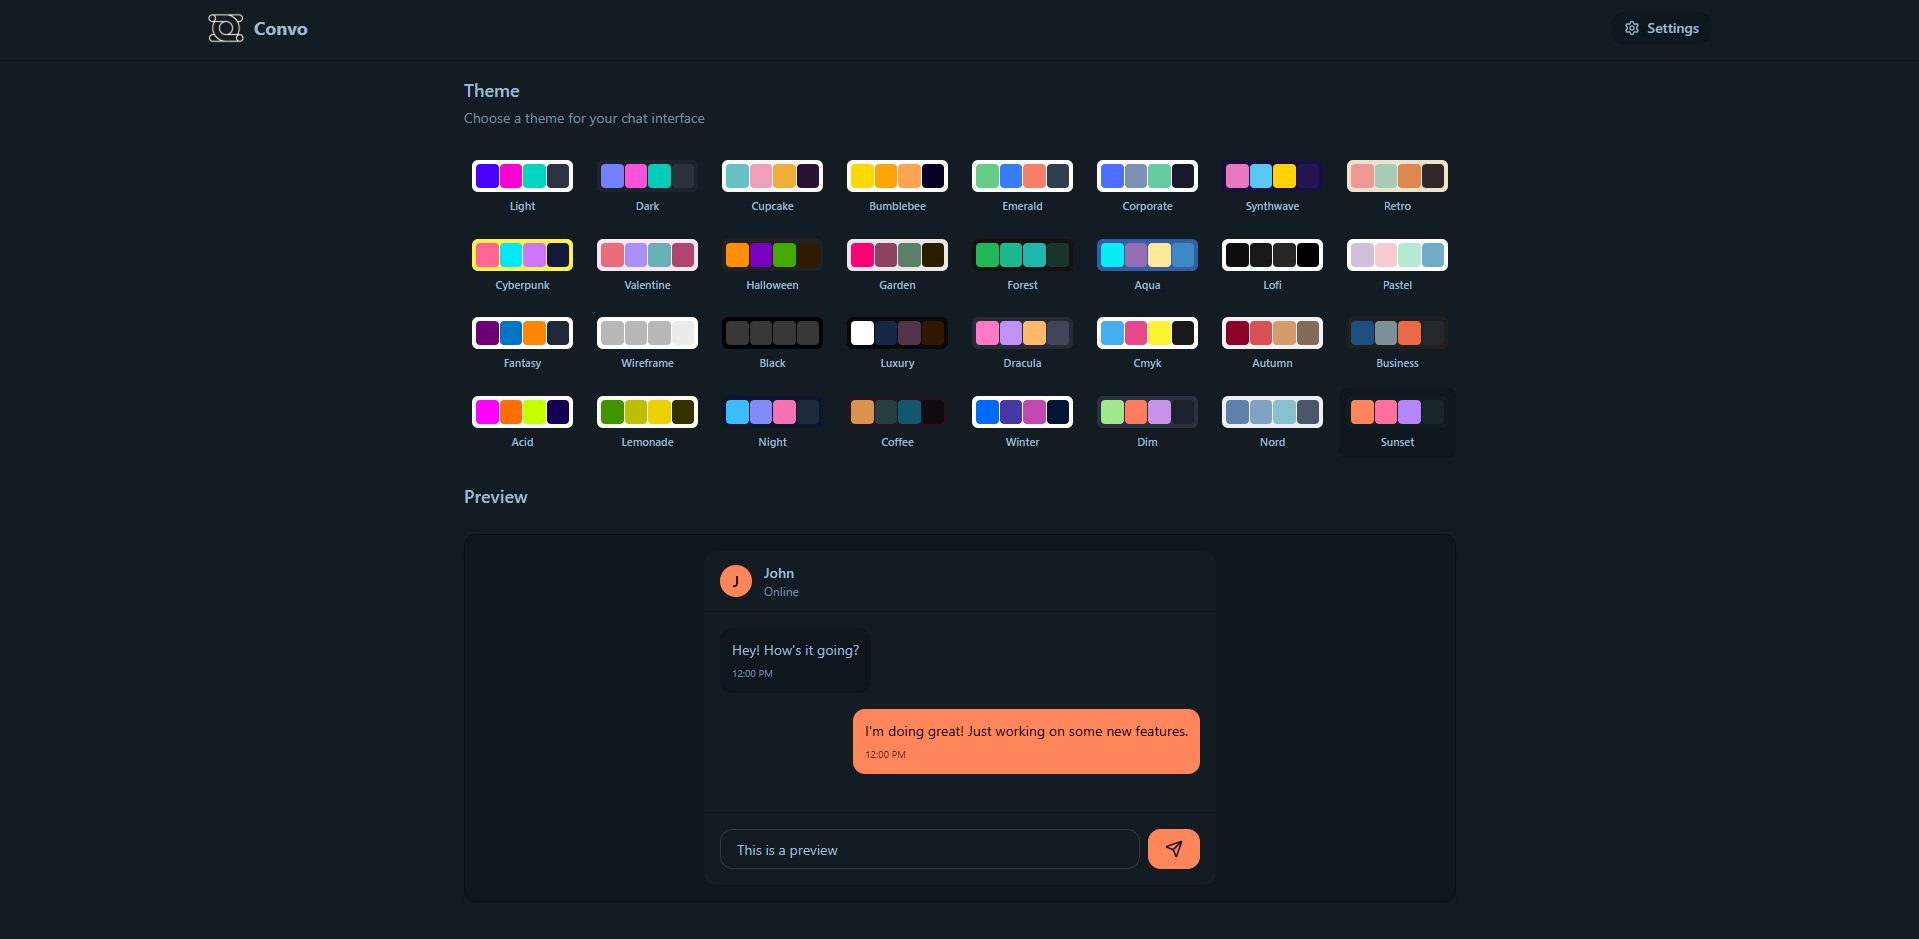 Convo
Settings
Theme
Choose a theme for your chat interface
Light
Dark
Cupcake
Bumblebee
Emerald
Corporate
Synthwave
Retro
Cyberpunk
Valentine
Halloween
Garden
Forest
Aqua
Lofi
Pastel
Fantasy
Wireframe
Black
Luxury
Dracula
Cmyk
Autumn
Business
Acid
Lemonade
Night
Coffee
Winter
Dim
Nord
Sunset
Preview
J
John
Online
Hey! How's it going?
12:00 PM
I'm doing great! Just working on some new features.
12:00 PM
This is a preview